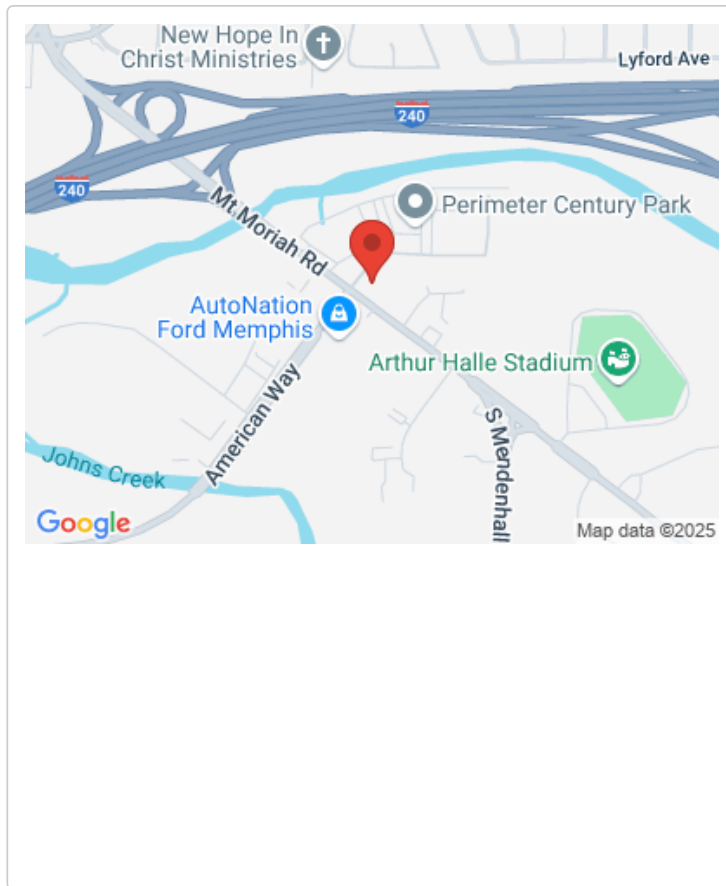 New Hope In
Christ Ministries
Lyford Ave
240
240
Mt Moriah Rd
Perimeter Century Park
AutoNation
Ford Memphis
Arthur Halle Stadium
American Way
S Mendenhall
Johns Creek
Google
Map data ©2025